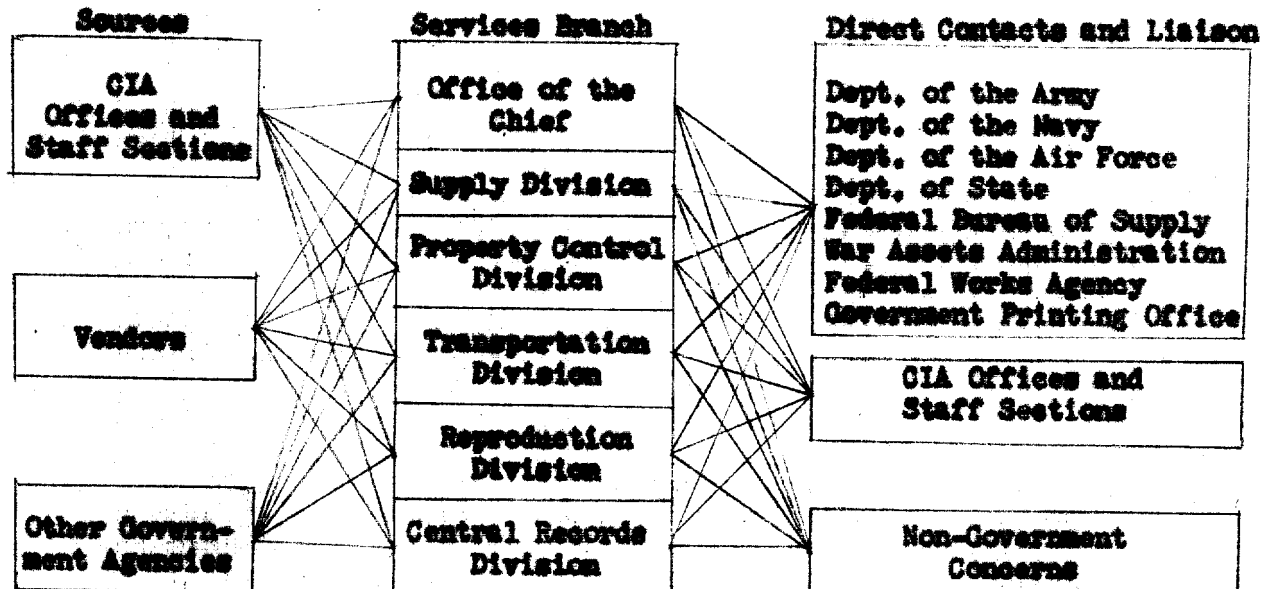 Sources
CIA
Offices and
Staff Sections
Vendors
Other Govern-
ment Agencies
Services Branch
Office of the
Chief
Supply Division
Property Control
Division
Transportation
Division
Reproduction
Division
Central Records
Division
Direct Contacts and Liaison
Dept. of the Army
Dept. of the Navy
Dept. of the Air Force
Dept. of State
Federal Bureau of Supply
War Assets Administration
Federal Works Agency
Government Printing Office
CIA Offices and
Staff Sections
Non-Government
Concerns